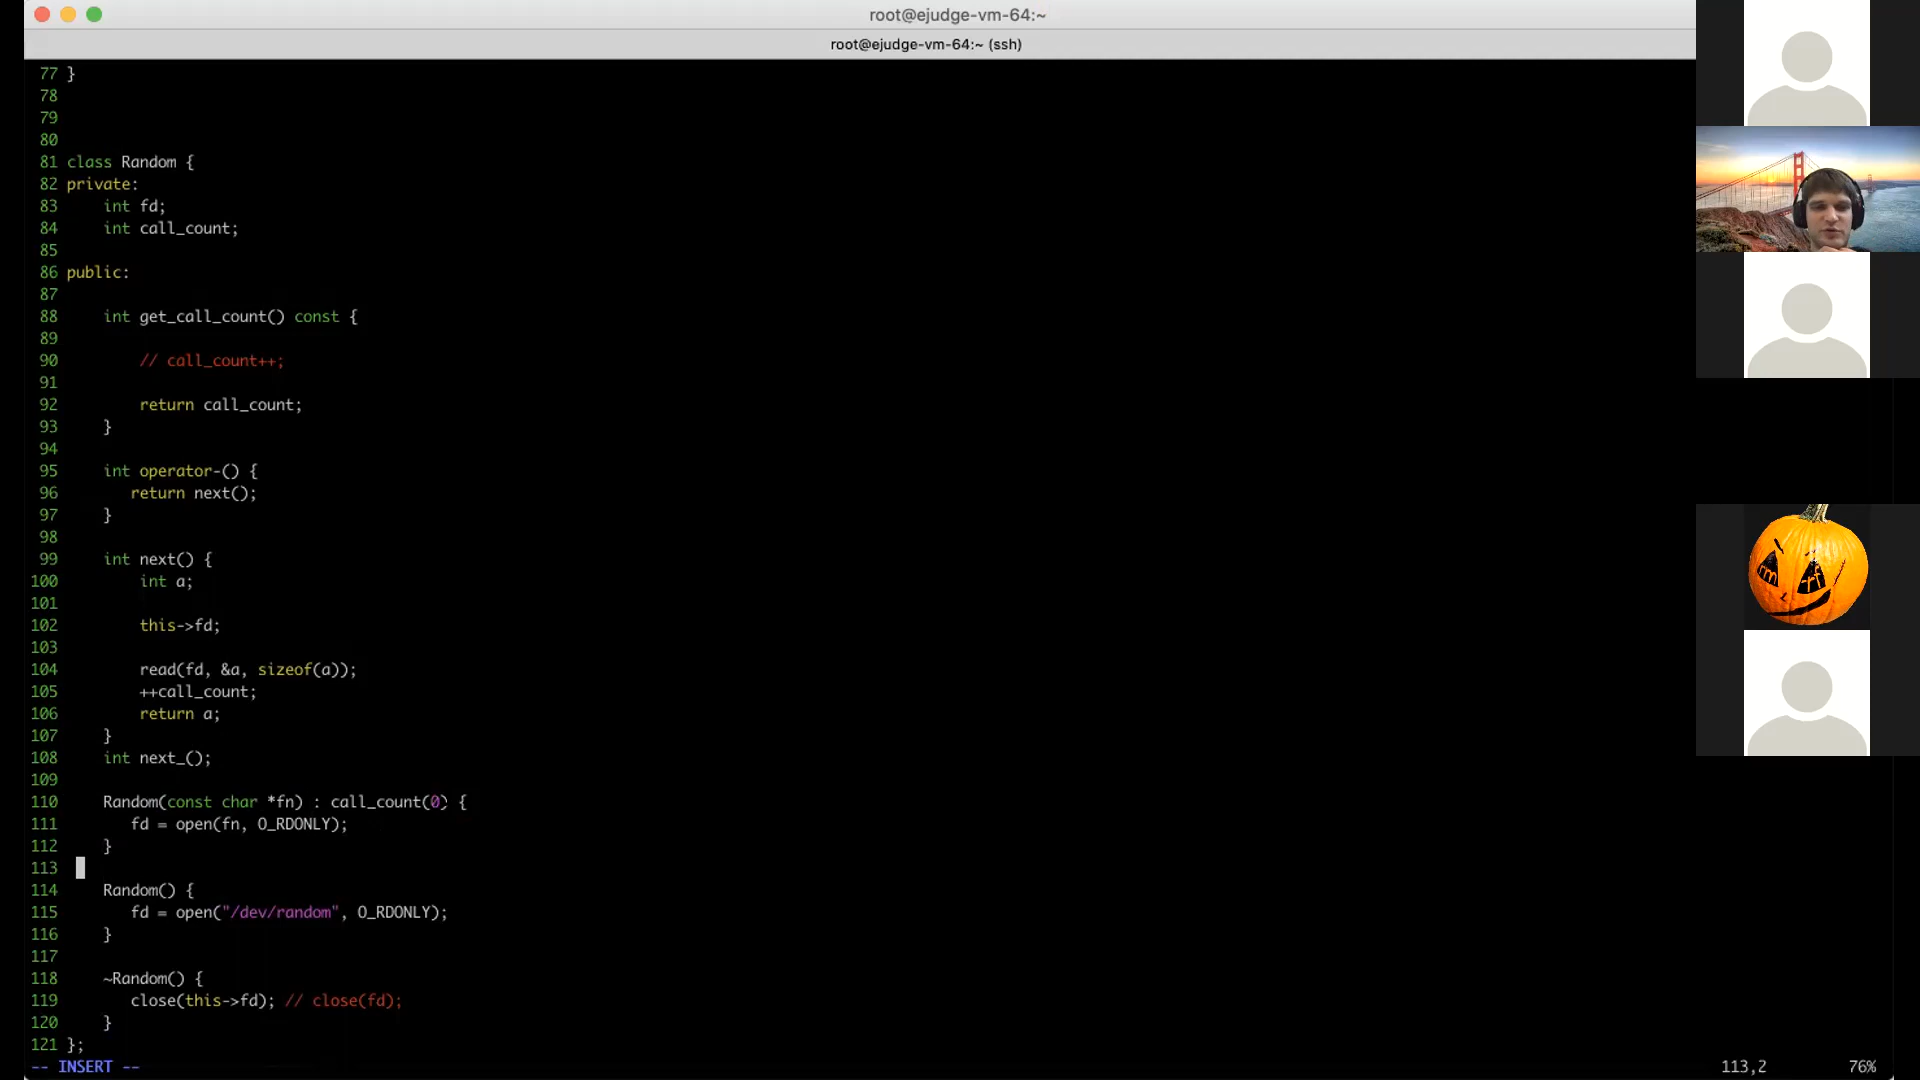 root@ejudge-vm-64:~
root@ejudge-vm-64:~ (ssh)
77 }
78
79
80
81 class Random {
82 private:
83     int fd;
84     int call_count;
85
86 public:
87
88     int get_call_count() const {
89
90         // call_count++;
91
92         return call_count;
93     }
94
95     int operator-() {
96        return next();
97     }
98
99     int next() {
100         int a;
101
102         this->fd;
103
104         read(fd, &a, sizeof(a));
105         ++call_count;
106         return a;
107     }
108     int next_();
109
110     Random(const char *fn) : call_count(0) {
111        fd = open(fn, O_RDONLY);
112     }
113
114     Random() {
115        fd = open("/dev/random", O_RDONLY);
116     }
117
118     ~Random() {
119        close(this->fd); // close(fd);
120     }
121 };
-- INSERT -- 113,2 76%
rm -rf